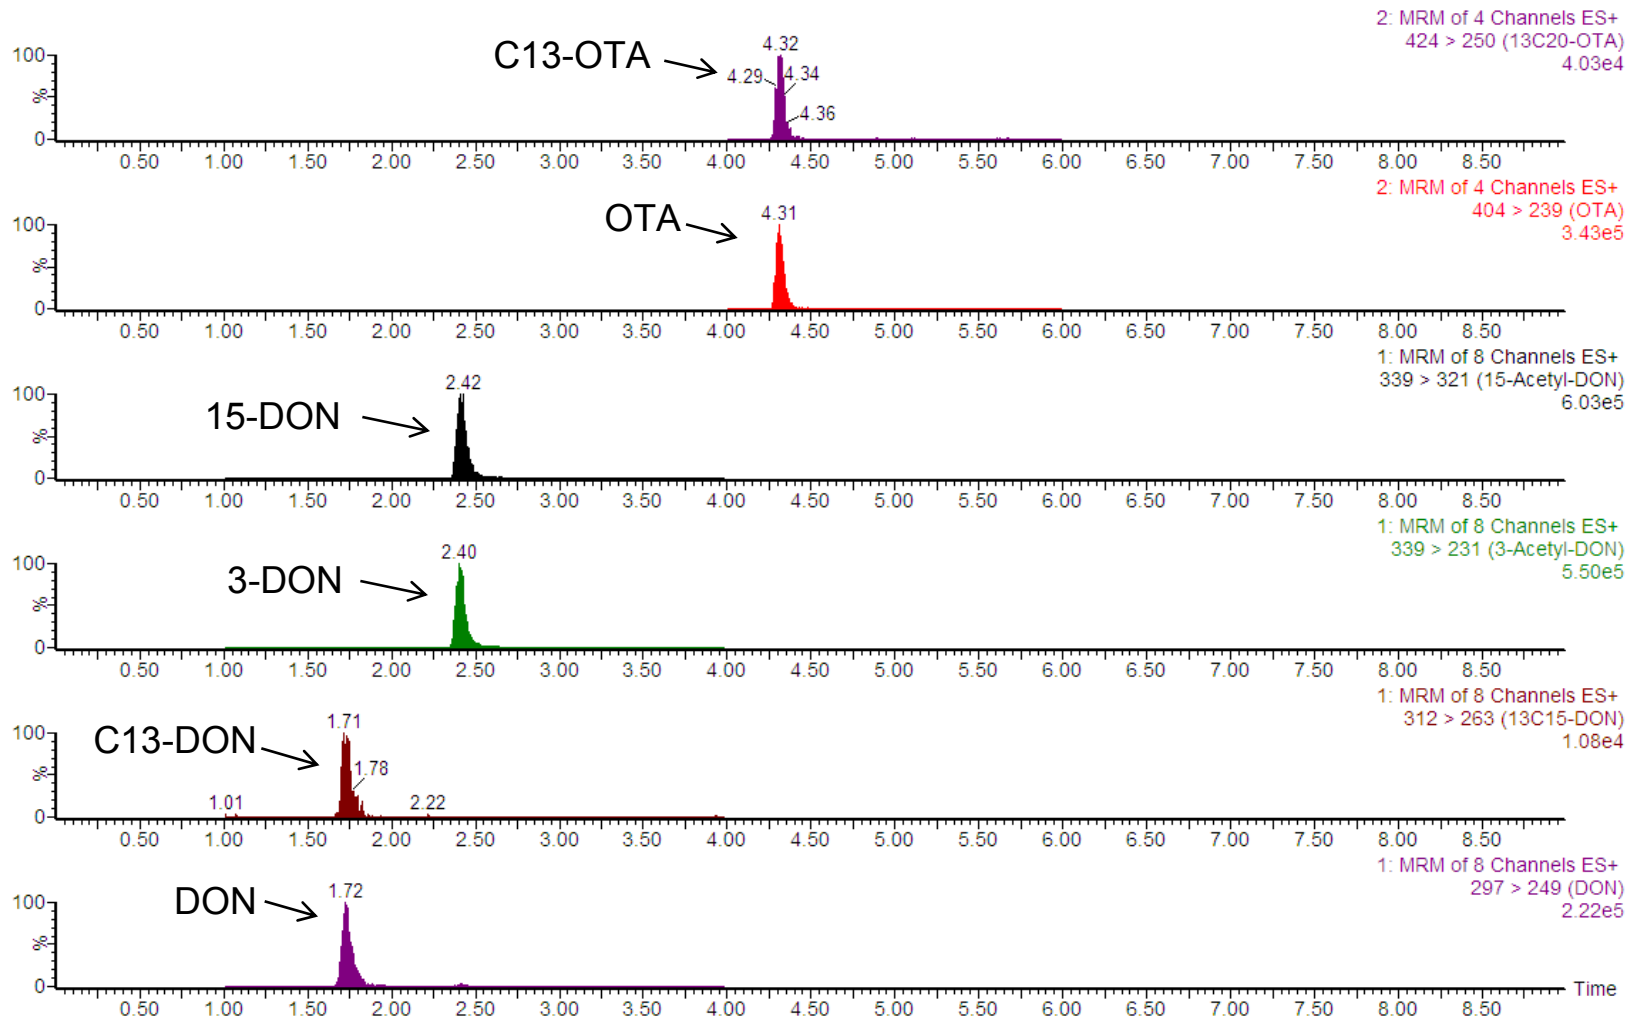 2: MRM of 4 Channels ES+
424 > 250 (13C20-OTA)
4.03e4
C13-OTA
4.32
4.29
4.34
4.36
100
%
0
0.50 1.00 1.50 2.00 2.50 3.00 3.50 4.00 4.50 5.00 5.50 6.00 6.50 7.00 7.50 8.00 8.50
2: MRM of 4 Channels ES+
404 > 239 (OTA)
3.43e5
OTA
4.31
100
%
0
0.50 1.00 1.50 2.00 2.50 3.00 3.50 4.00 4.50 5.00 5.50 6.00 6.50 7.00 7.50 8.00 8.50
1: MRM of 8 Channels ES+
339 > 321 (15-Acetyl-DON)
6.03e5
15-DON
2.42
100
%
0
0.50 1.00 1.50 2.00 2.50 3.00 3.50 4.00 4.50 5.00 5.50 6.00 6.50 7.00 7.50 8.00 8.50
1: MRM of 8 Channels ES+
339 > 231 (3-Acetyl-DON)
5.50e5
3-DON
2.40
100
%
0
0.50 1.00 1.50 2.00 2.50 3.00 3.50 4.00 4.50 5.00 5.50 6.00 6.50 7.00 7.50 8.00 8.50
1: MRM of 8 Channels ES+
312 > 263 (13C15-DON)
1.08e4
C13-DON
1.71
1.78
1.01
2.22
100
%
0
0.50 1.00 1.50 2.00 2.50 3.00 3.50 4.00 4.50 5.00 5.50 6.00 6.50 7.00 7.50 8.00 8.50
1: MRM of 8 Channels ES+
297 > 249 (DON)
2.22e5
DON
1.72
100
%
0
Time
0.50 1.00 1.50 2.00 2.50 3.00 3.50 4.00 4.50 5.00 5.50 6.00 6.50 7.00 7.50 8.00 8.50